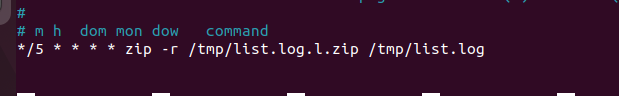 #
# m h  dom mon dow   command
*/5 * * * * zip -r /tmp/list.log.l.zip /tmp/list.log